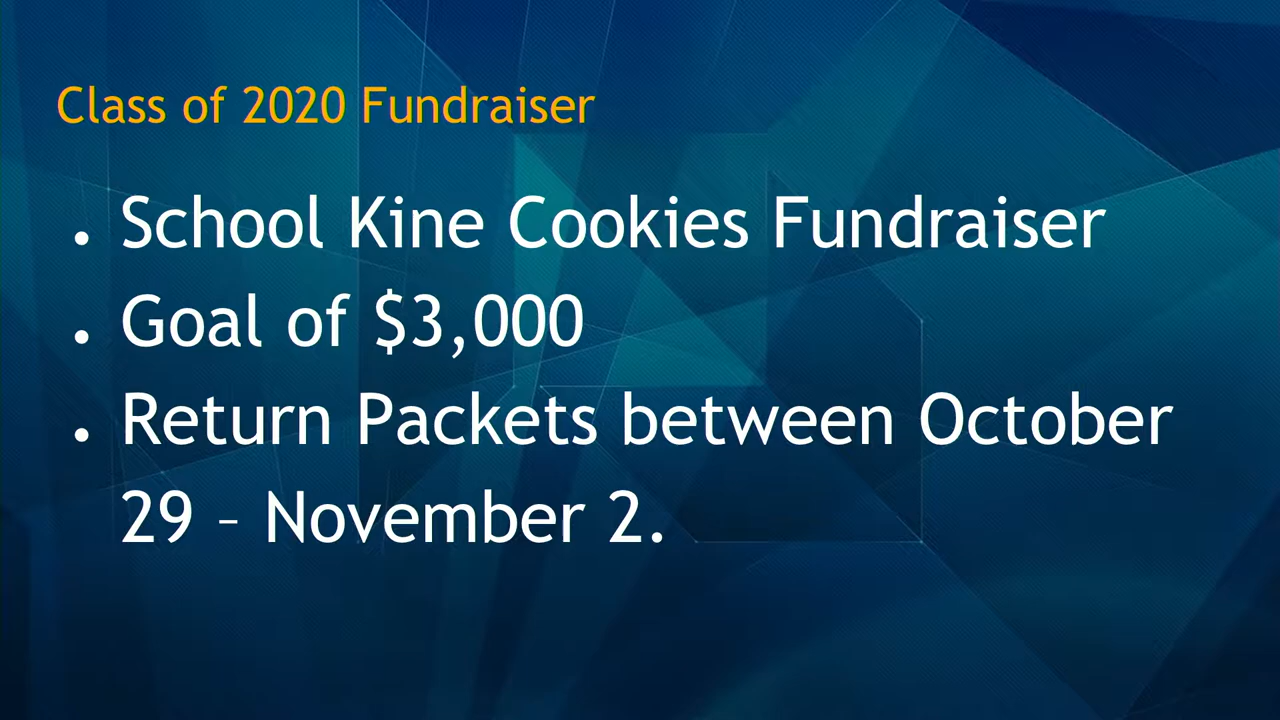 Class of 2020 Fundraiser
• School Kine Cookies Fundraiser
• Goal of $3,000
• Return Packets between October
29 – November 2.